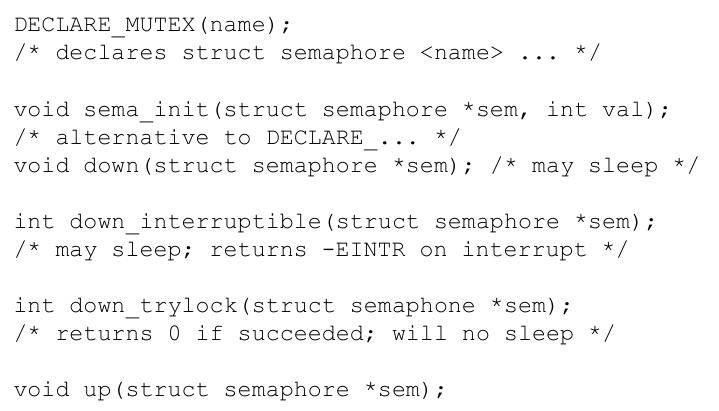 DECLARE_MUTEX(name);
/* declares struct semaphore <name> ... */
void sema_init(struct semaphore *sem, int val);
/* alternative to DECLARE_... */
void down(struct semaphore *sem); /* may sleep */
int down_interruptible(struct semaphore *sem);
/* may sleep; returns -EINTR on interrupt */
int down_trylock(struct semaphone *sem);
/* returns 0 if succeeded; will no sleep */
void up(struct semaphore *sem);